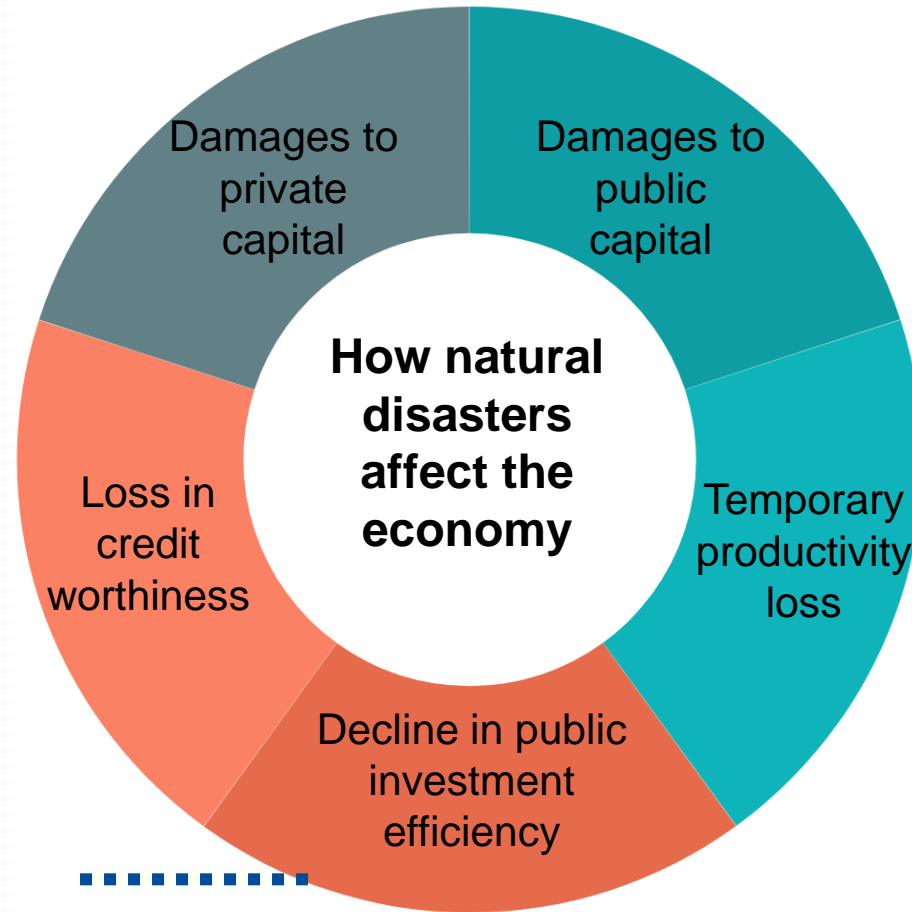 How natural
disasters
affect the
economy
Damages to
public
capital
Temporary
productivity
loss
Decline in public
investment
efficiency
Loss in
credit
worthiness
Damages to
private
capital